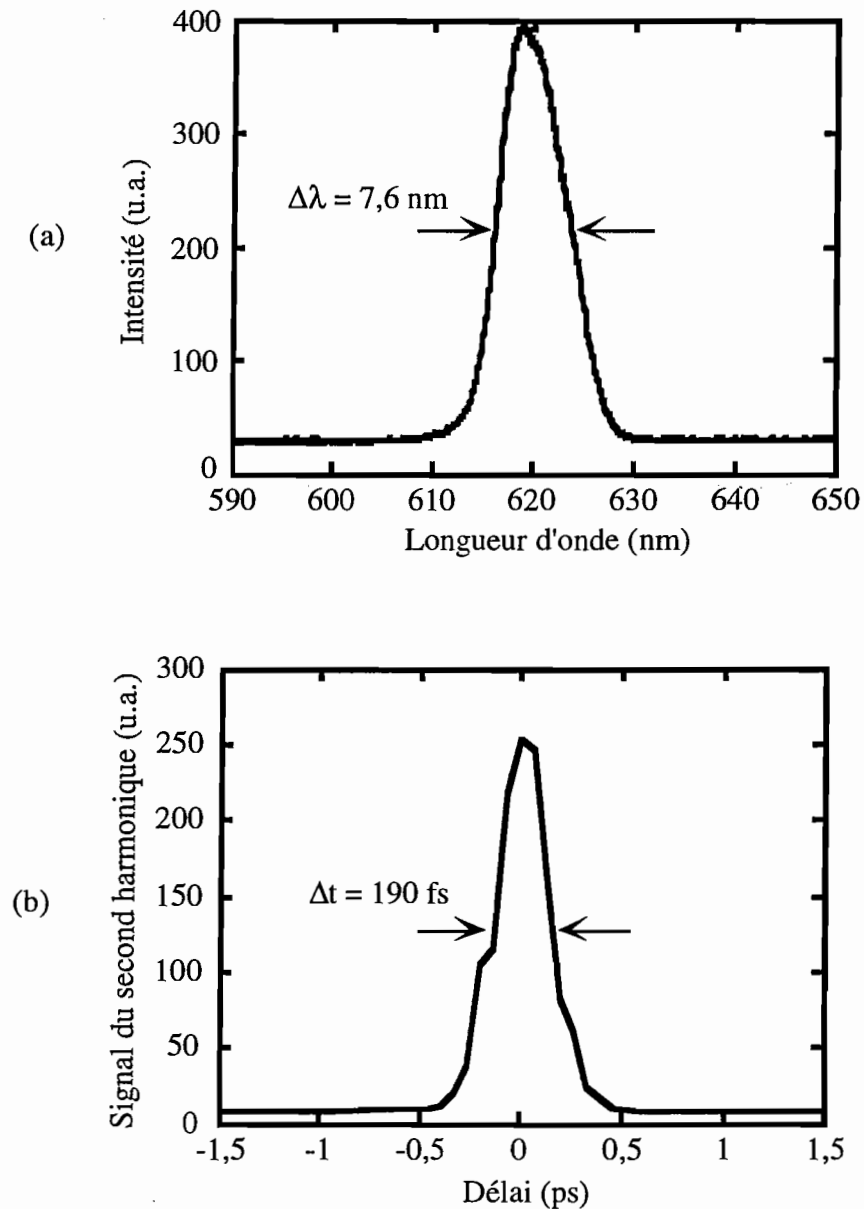 (a)
Intensité (u.a.)
400
300
200
100
0
Δλ = 7,6 nm
590 600 610 620 630 640 650
Longueur d'onde (nm)
(b)
Signal du second harmonique (u.a.)
300
250
200
150
100
50
0
Δt = 190 fs
-1,5 -1 -0,5 0 0,5 1 1,5
Délai (ps)